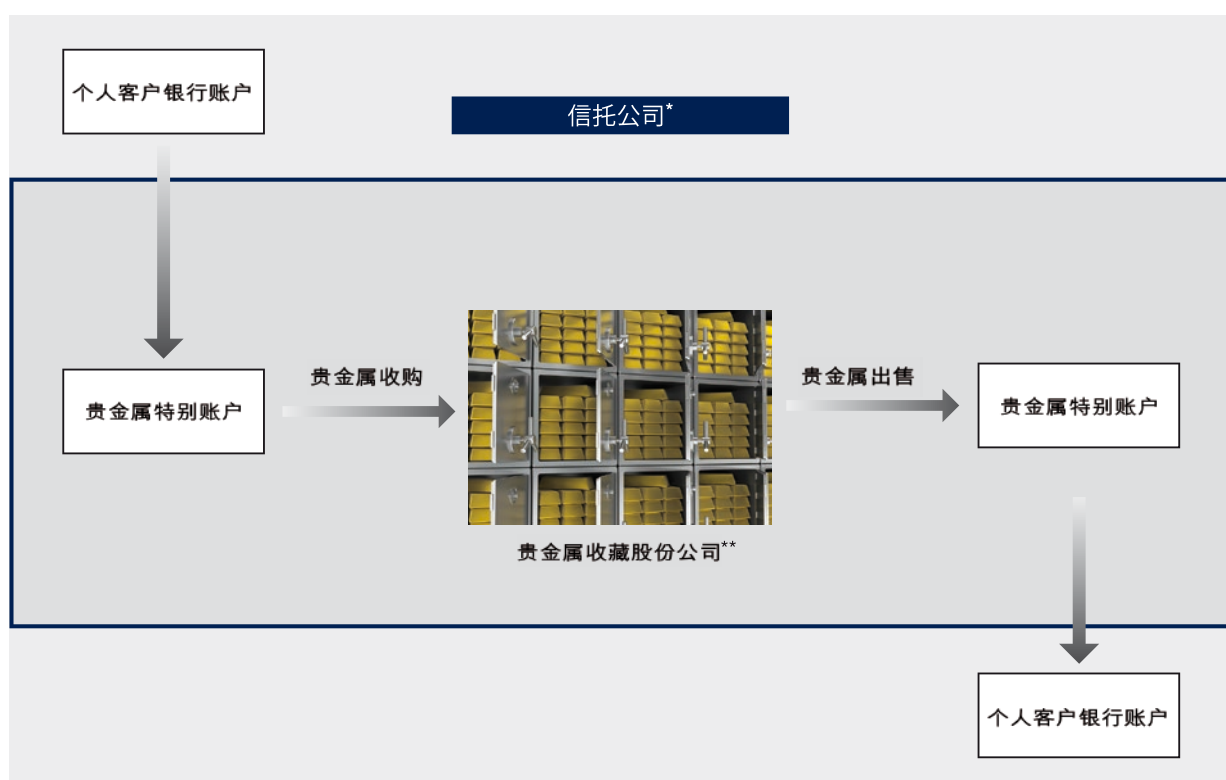 个人客户银行账户
信托公司*
贵金属收购
贵金属出售
贵金属特别账户
贵金属特别账户
贵金属收藏股份公司**
个人客户银行账户